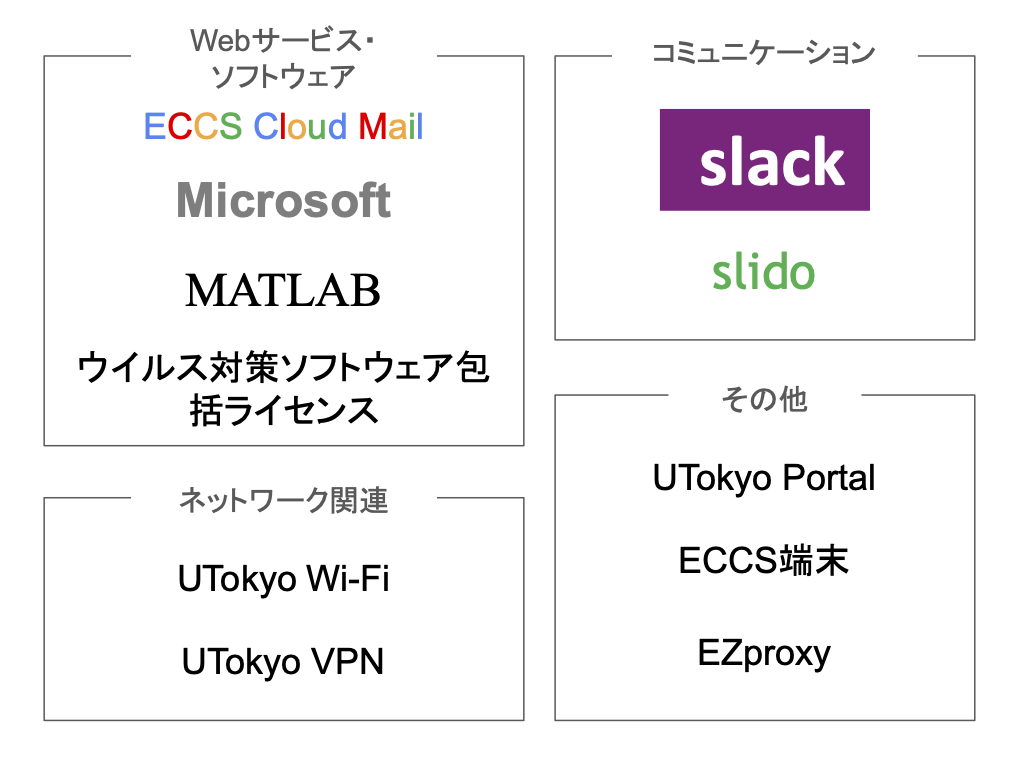 Webサービス・
ソフトウェア
ECCS Cloud Mail
Microsoft
MATLAB
ウイルス対策ソフトウェア包
括ライセンス
コミュニケーション
slack
slido
ネットワーク関連
UTokyo Wi-Fi
UTokyo VPN
その他
UTokyo Portal
ECCS端末
EZproxy